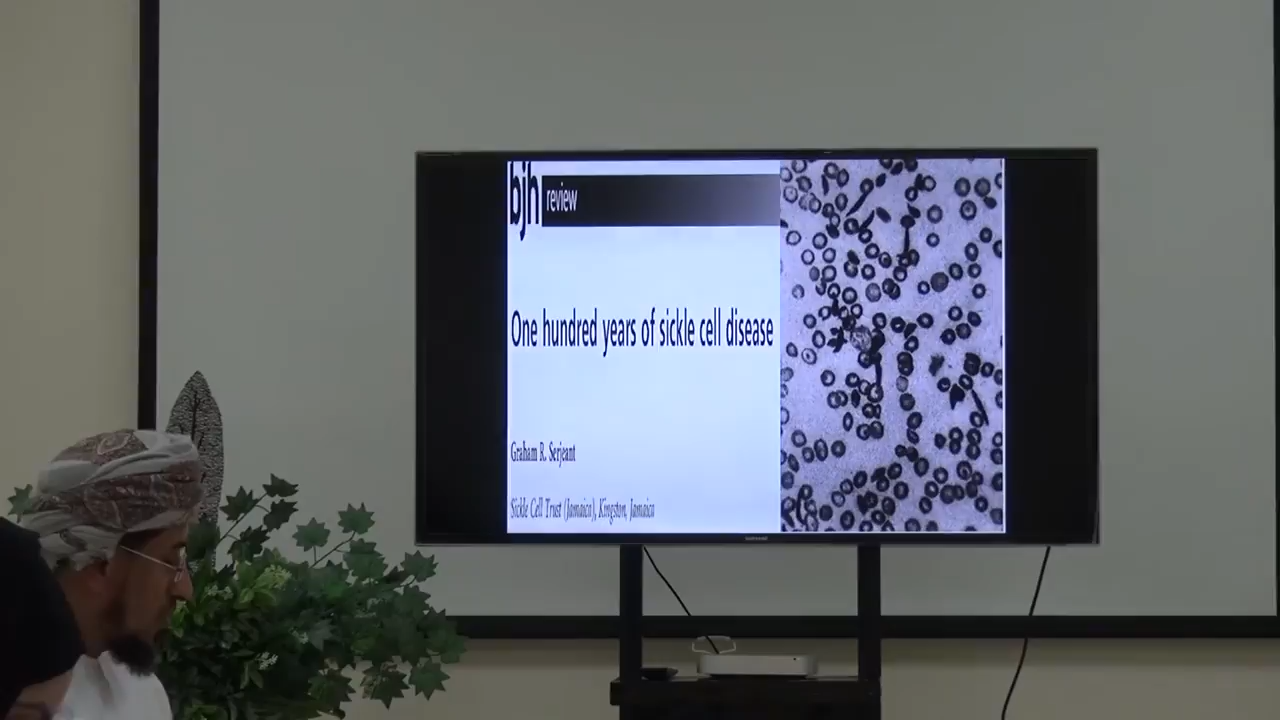 bjh review
One hundred years of sickle cell disease
Graham R. Serjeant
Sickle Cell Trust (Jamaica), Kingston, Jamaica